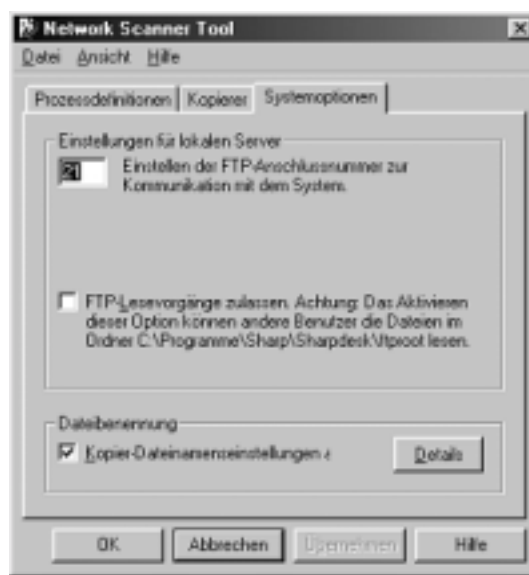 Network Scanner Tool
Datei Ansicht Hilfe
Prozessdefinitionen Kopierer Systemoptionen
Einstellungen für lokalen Server
21 Einstellen der FTP-Anschlussnummer zur
Kommunikation mit dem System.
FTP-Lesevorgänge zulassen. Achtung: Das Aktivieren
dieser Option können andere Benutzer die Dateien im
Ordner C:\Programme\Sharp\Sharpdesk\ftproot lesen.
Dateibenennung
Kopier-Dateinamenseinstellungen a
Details
OK Abbrechen Übernehmen Hilfe